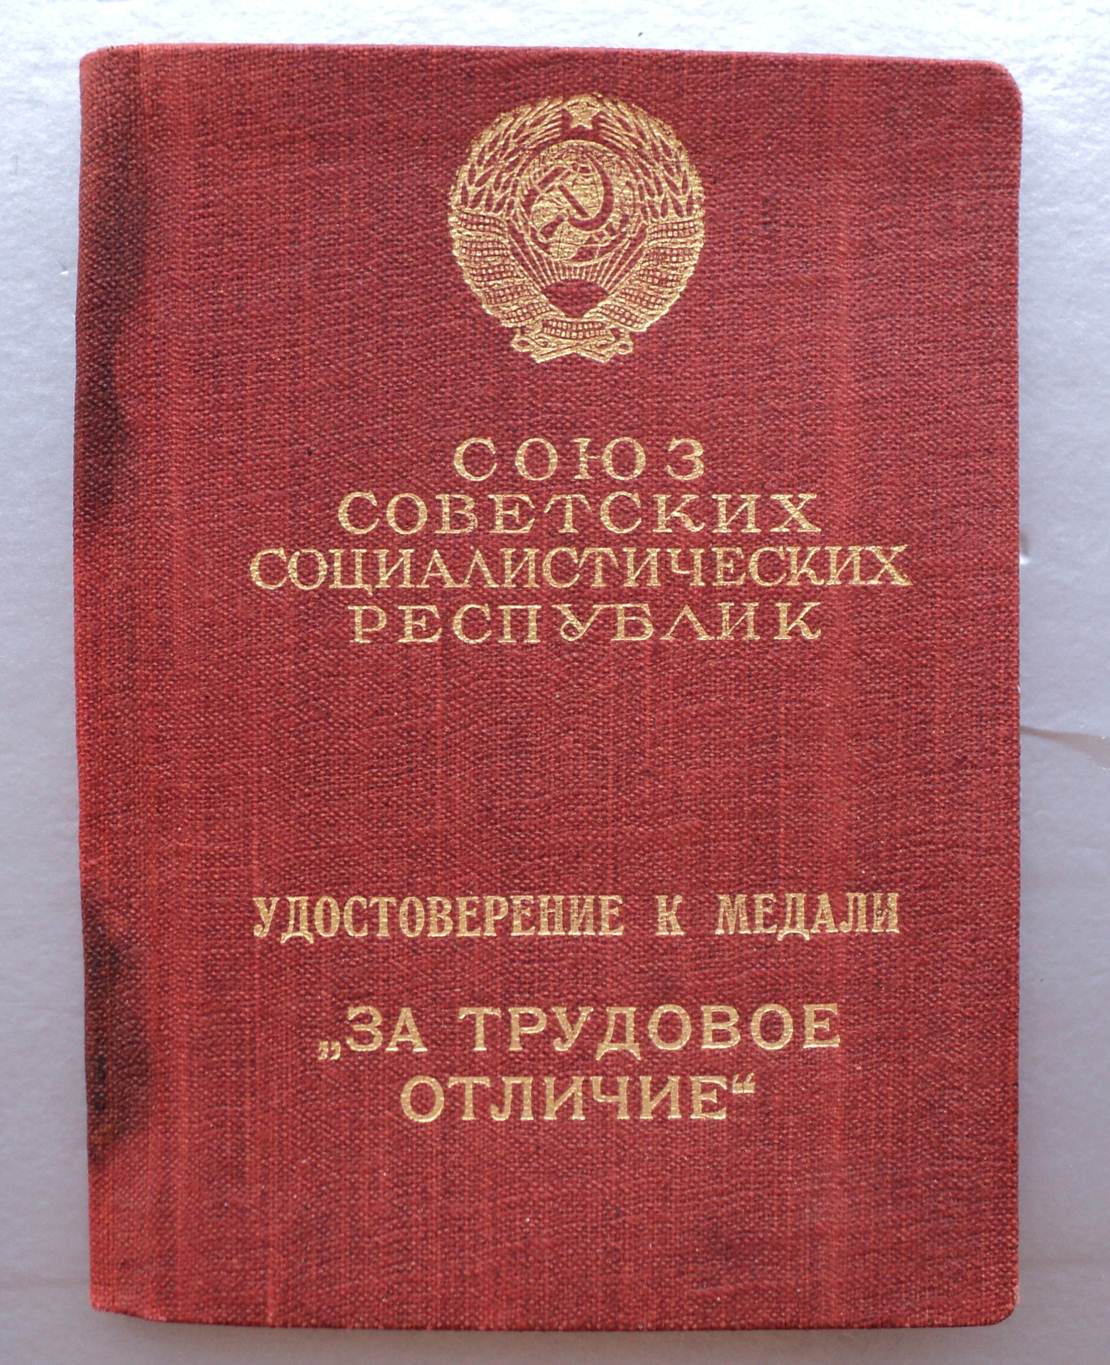 СОЮЗ
СОВЕТСКИХ
СОЦИАЛИСТИЧЕСКИХ
РЕСПУБЛИК
УДОСТОВЕРЕНИЕ К МЕДАЛИ
„ЗА ТРУДОВОЕ
ОТЛИЧИЕ“